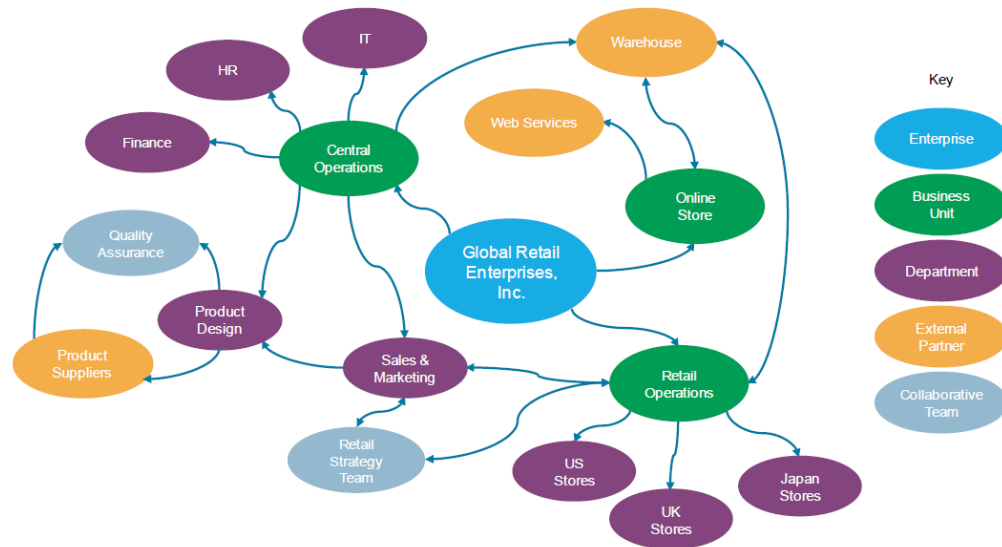 IT
HR
Warehouse
Key
Web Services
Finance
Central
Operations
Enterprise
Online
Store
Business
Unit
Quality
Assurance
Global Retail
Enterprises,
Inc.
Department
Product
Design
External
Partner
Product
Suppliers
Sales &
Marketing
Retail
Operations
Collaborative
Team
Retail
Strategy
Team
US
Stores
Japan
Stores
UK
Stores